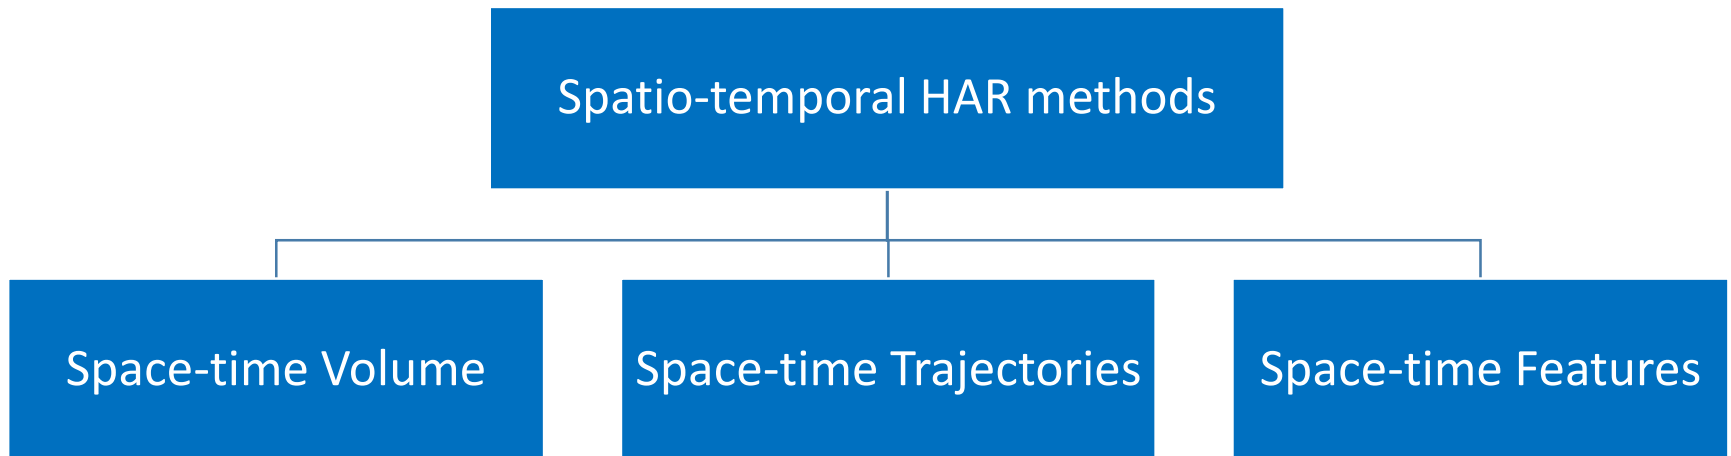 Spatio-temporal HAR methods
Space-time Volume
Space-time Trajectories
Space-time Features